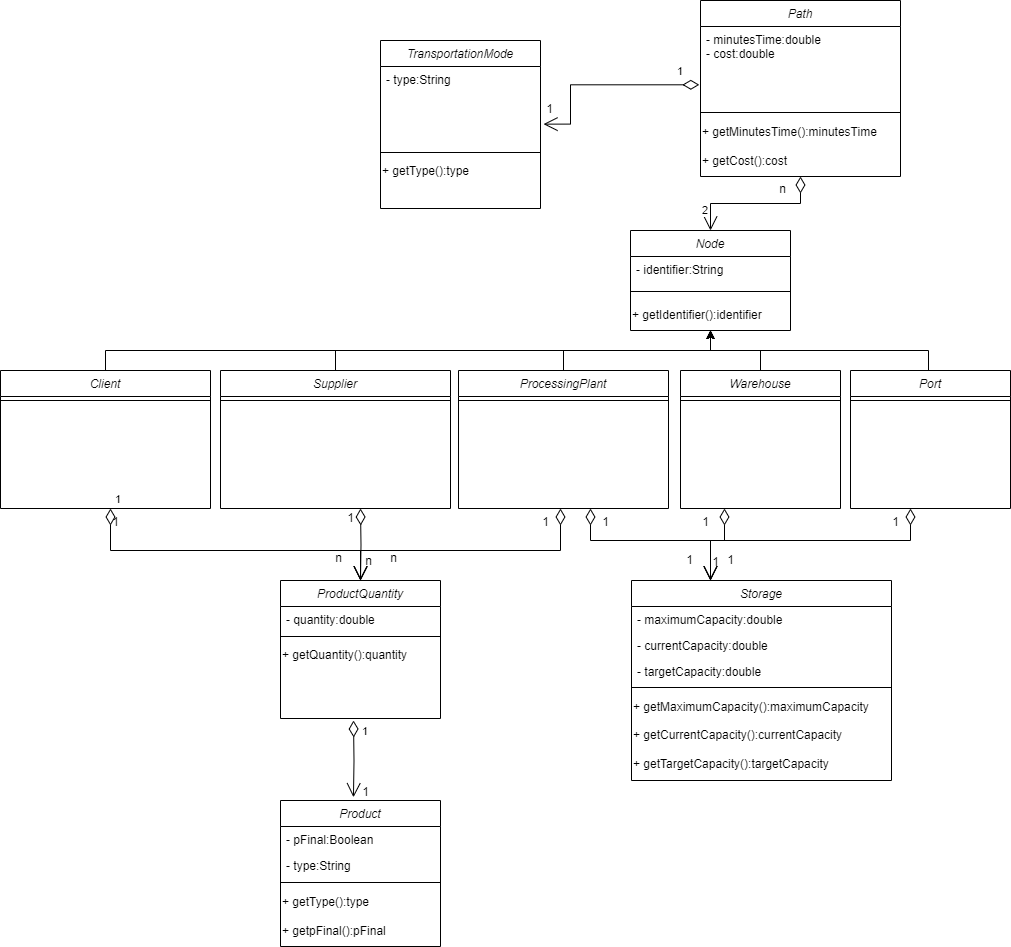 Path
- minutesTime:double
- cost:double
+ getMinutesTime():minutesTime
+ getCost():cost
TransportationMode
- type:String
+ getType():type
1
1
n
2
Node
- identifier:String
+ getIdentifier():identifier
Client
Supplier
ProcessingPlant
Warehouse
Port
1
1
1
1
1
1
1
n
n
n
1
1
1
ProductQuantity
- quantity:double
+ getQuantity():quantity
Storage
- maximumCapacity:double
- currentCapacity:double
- targetCapacity:double
+ getMaximumCapacity():maximumCapacity
+ getCurrentCapacity():currentCapacity
+ getTargetCapacity():targetCapacity
1
1
Product
- pFinal:Boolean
- type:String
+ getType():type
+ getpFinal():pFinal